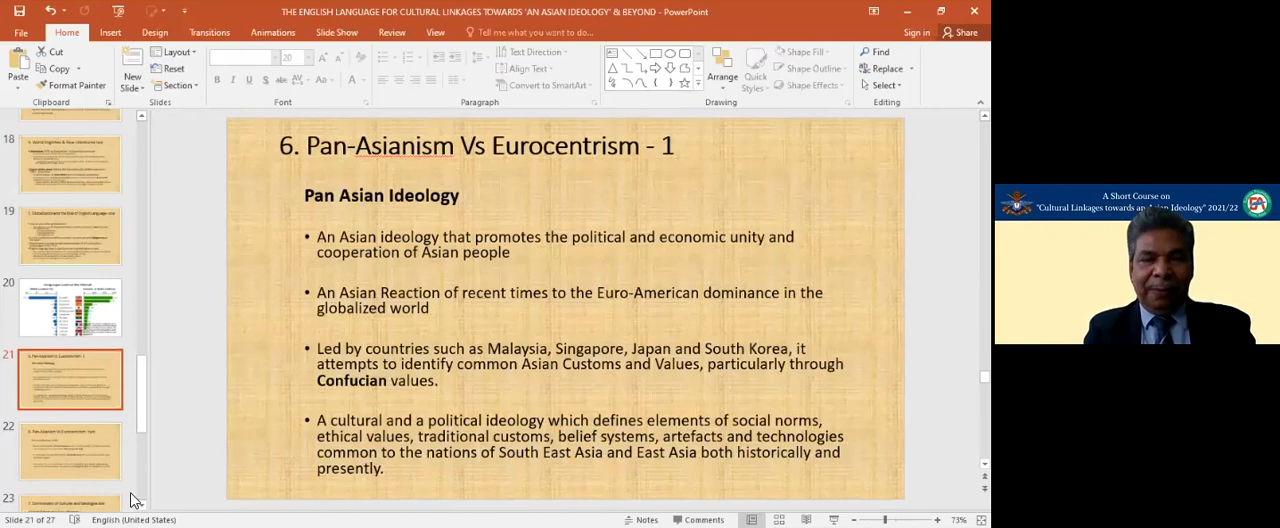 THE ENGLISH LANGUAGE FOR CULTURAL LINKAGES TOWARDS 'AN ASIAN IDEOLOGY' & BEYOND - PowerPoint
File Home Insert Design Transitions Animations Slide Show Review View Tell me what you want to do... Sign in Share
Cut
Copy
Format Painter
Paste
Clipboard
New
Slide
Layout
Reset
Section
Slides
20
B I U S abc AV Aa A
Font
Paragraph
Text Direction
Align Text
Convert to SmartArt
Arrange
Quick
Styles
Shape Fill
Shape Outline
Shape Effects
Drawing
Find
Replace
Select
Editing
18
19
20
21
22
23
6. Pan-Asianism Vs Eurocentrism - 1
Pan Asian Ideology
• An Asian ideology that promotes the political and economic unity and
cooperation of Asian people
• An Asian Reaction of recent times to the Euro-American dominance in the
globalized world
• Led by countries such as Malaysia, Singapore, Japan and South Korea, it
attempts to identify common Asian Customs and Values, particularly through
Confucian values.
• A cultural and a political ideology which defines elements of social norms,
ethical values, traditional customs, belief systems, artefacts and technologies
common to the nations of South East Asia and East Asia both historically and
presently.
A Short Course on
"Cultural Linkages towards an Asian Ideology" 2021/22
Slide 21 of 27 English (United States) Notes Comments 73%